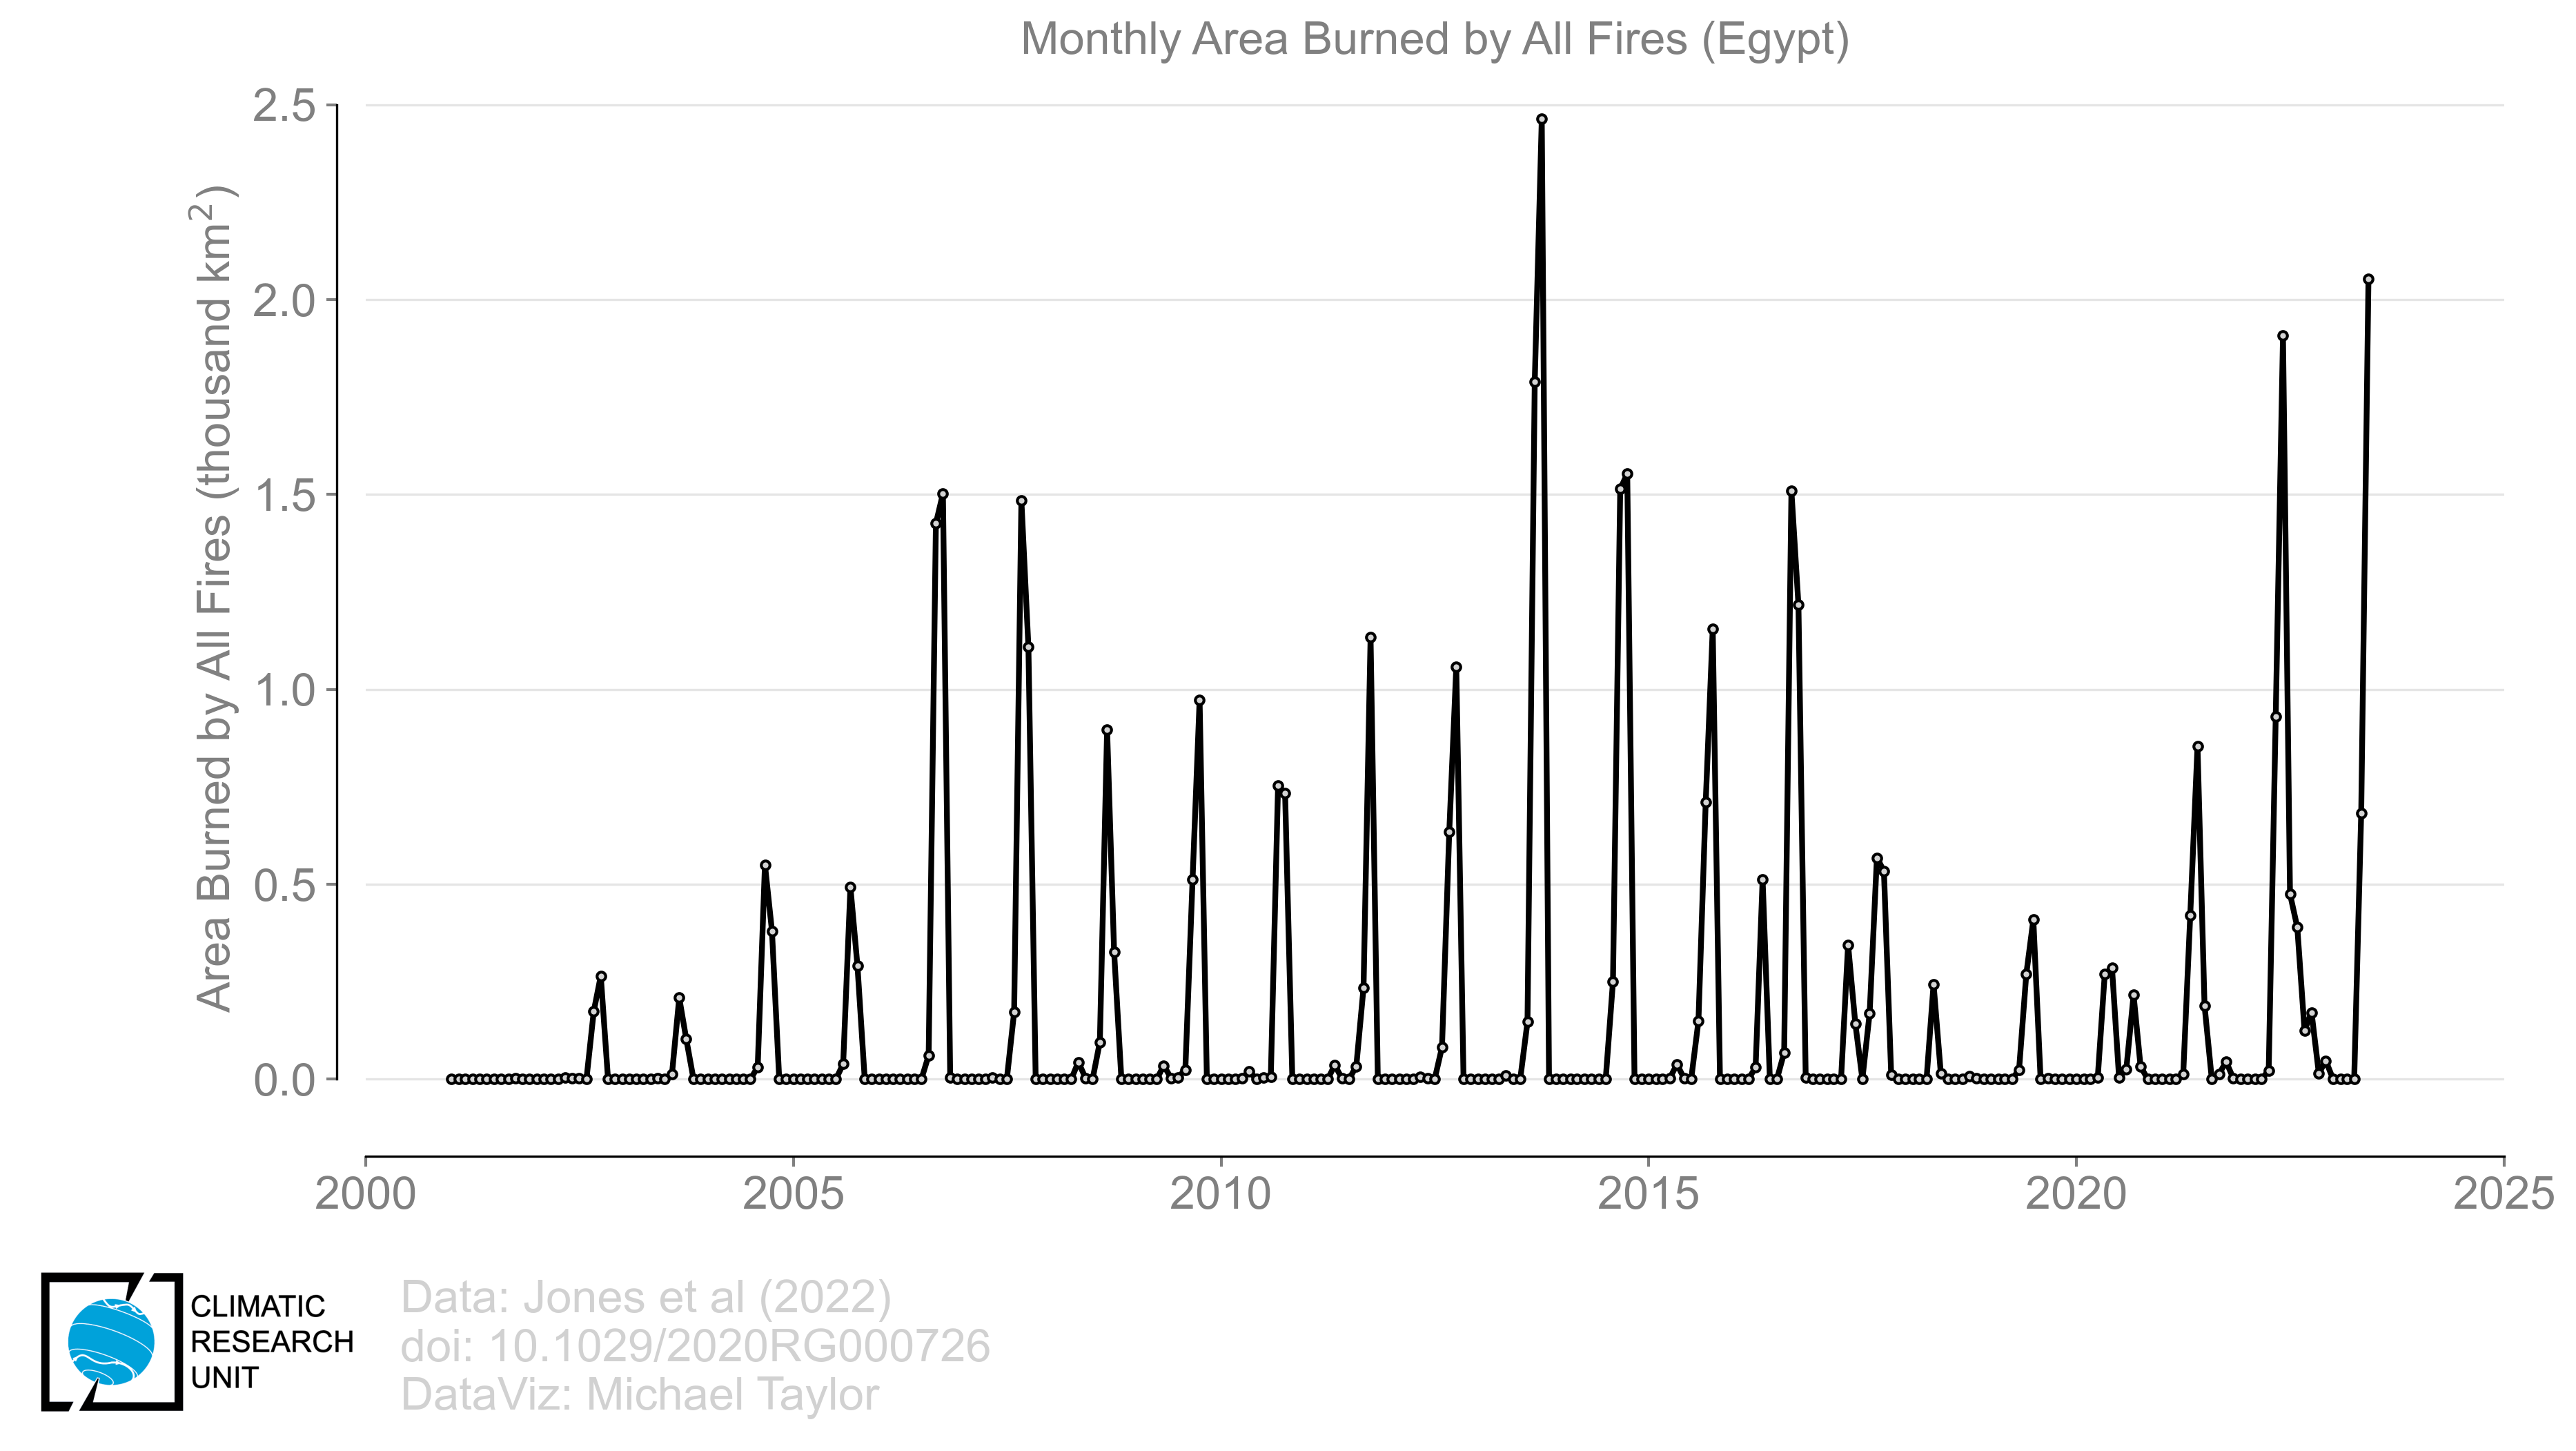 Monthly Area Burned by All Fires (Egypt)
Area Burned by All Fires (thousand km²)
2.5
2.0
1.5
1.0
0.5
0.0
2000
2005
2010
2015
2020
2025
CLIMATIC
RESEARCH
UNIT
Data: Jones et al (2022)
doi: 10.1029/2020RG000726
DataViz: Michael Taylor